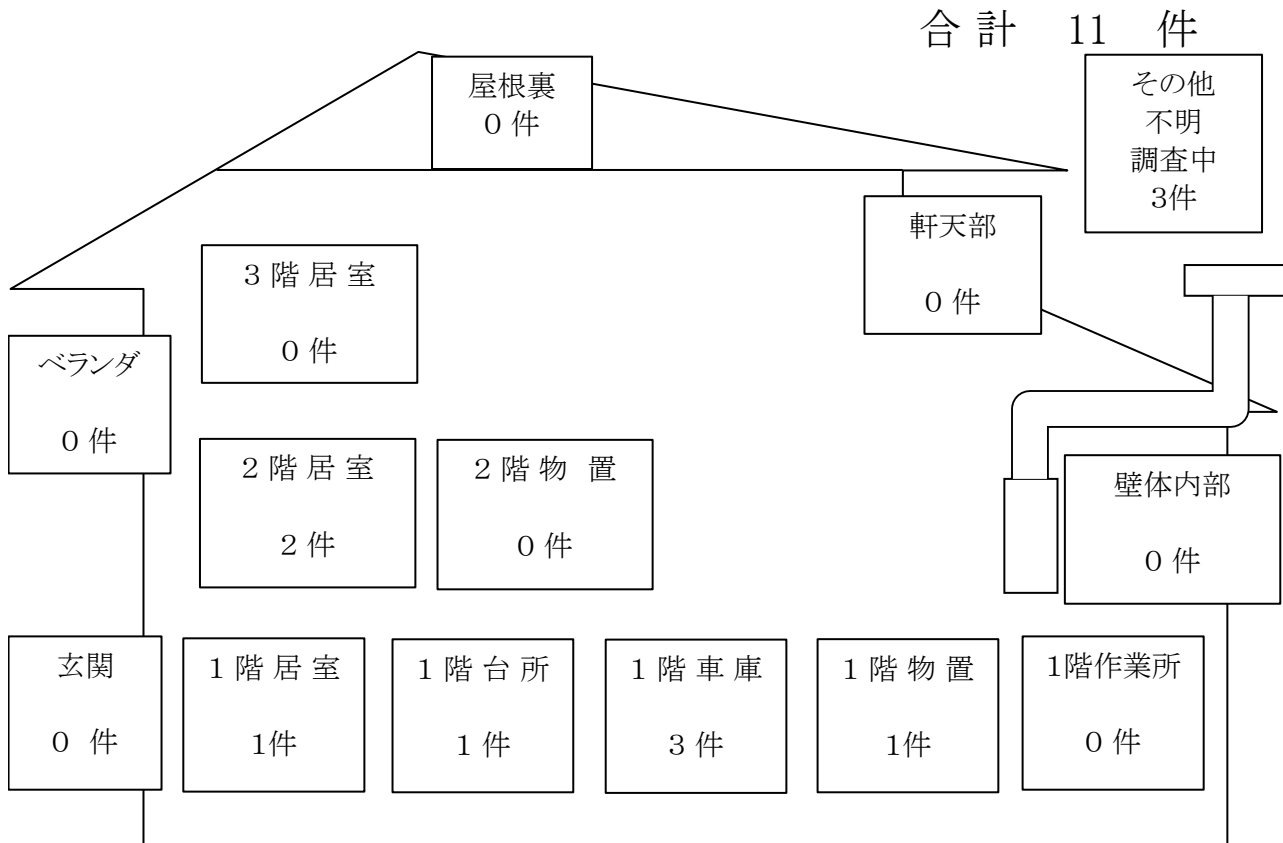 合計 11 件
屋根裏
0 件
その他
不明
調査中
3件
軒天部
0 件
3 階 居 室
0 件
ベランダ
0 件
2 階 居 室
2 件
2 階 物 置
0 件
壁体内部
0 件
玄関
0 件
1 階 居 室
1件
1 階 台 所
1 件
1 階 車 庫
3 件
1 階 物 置
1件
1階作業所
0 件